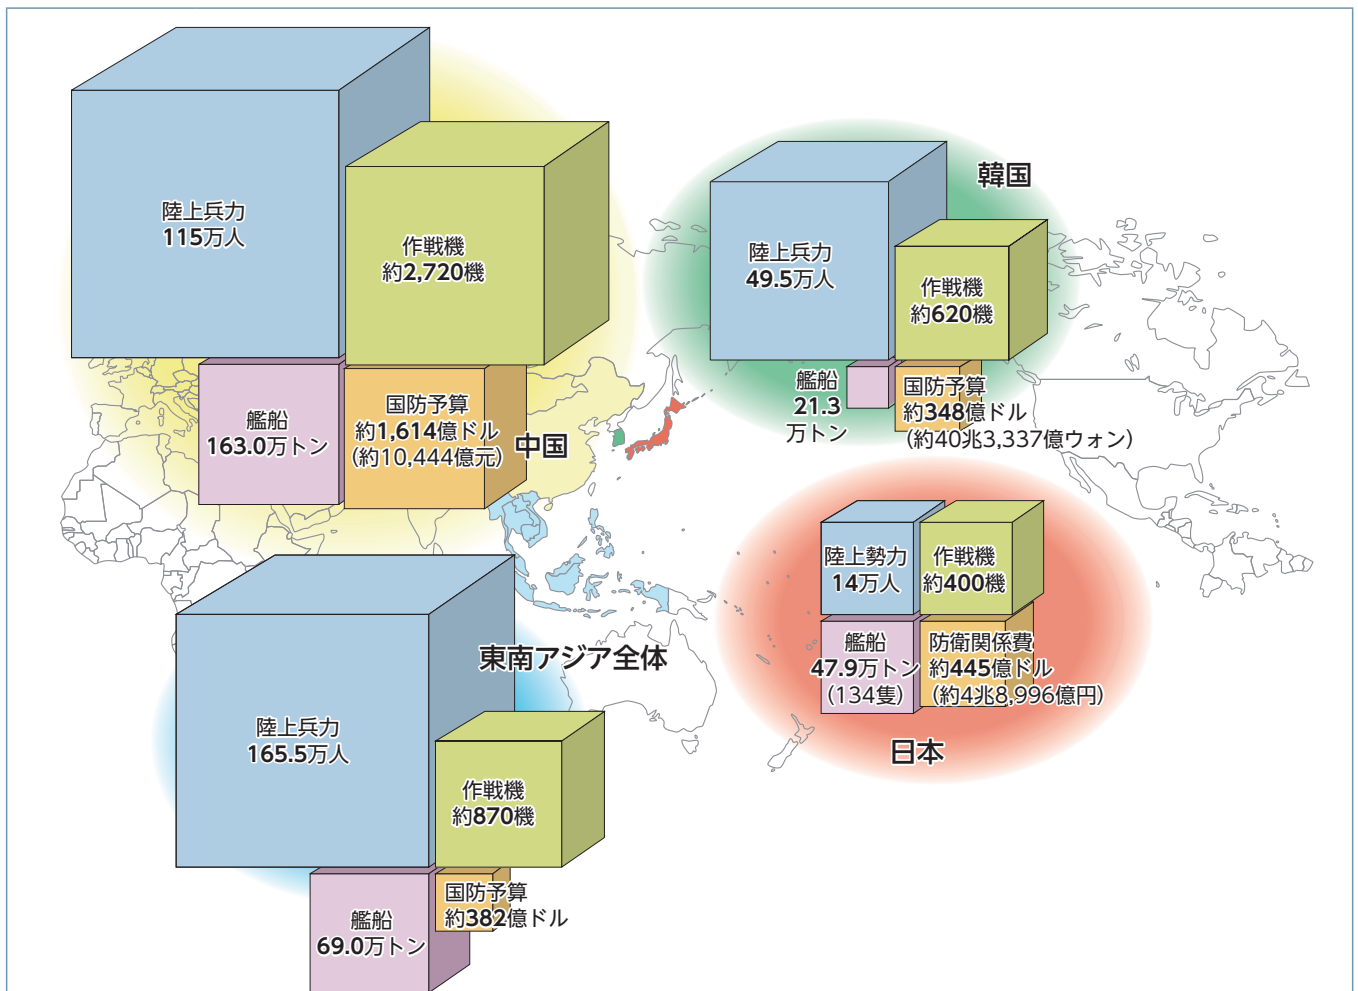 陸上兵力
115万人
作戦機
約2,720機
艦船
163.0万トン
国防予算
約1,614億ドル
(約10,444億元)
中国
韓国
陸上兵力
49.5万人
作戦機
約620機
艦船
21.3
万トン
国防予算
約348億ドル
(約40兆3,337億ウォン)
東南アジア全体
陸上兵力
165.5万人
作戦機
約870機
艦船
69.0万トン
国防予算
約382億ドル
陸上勢力
14万人
作戦機
約400機
艦船
47.9万トン
(134隻)
防衛関係費
約445億ドル
(約4兆8,996億円)
日本